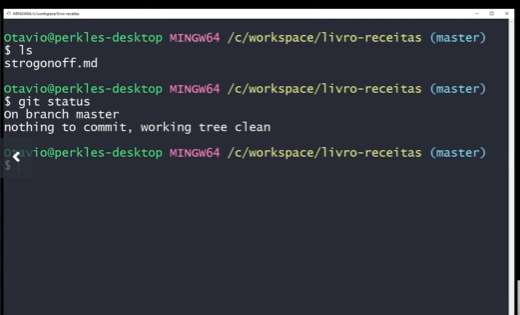 MINGW64:/c/workspace/livro-receitas
Otavio@perkles-desktop MINGW64 /c/workspace/livro-receitas (master)
$ ls
strogonoff.md
Otavio@perkles-desktop MINGW64 /c/workspace/livro-receitas (master)
$ git status
On branch master
nothing to commit, working tree clean
Otavio@perkles-desktop MINGW64 /c/workspace/livro-receitas (master)
$